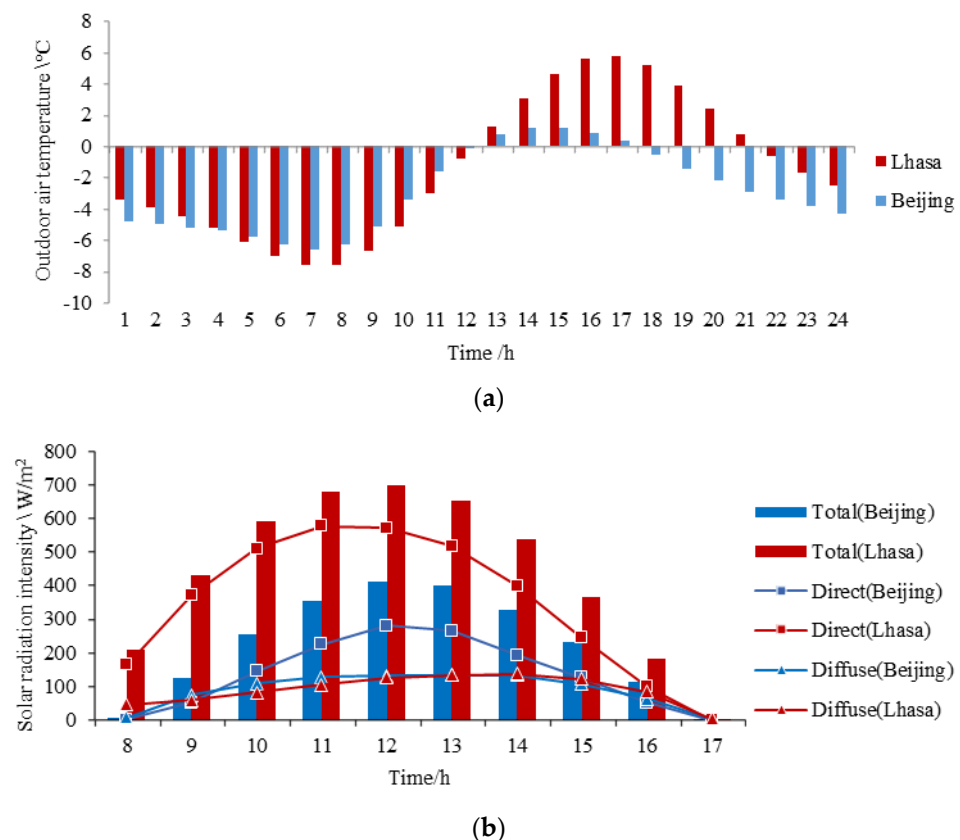 Outdoor air temperature \°C
8
6
4
2
0
-2
-4
-6
-8
-10
1 2 3 4 5 6 7 8 9 10 11 12 13 14 15 16 17 18 19 20 21 22 23 24
Time /h
Lhasa
Beijing
(a)
Solar radiation intensity \ W/m²
800
700
600
500
400
300
200
100
0
8 9 10 11 12 13 14 15 16 17
Time/h
Total(Beijing)
Total(Lhasa)
Direct(Beijing)
Direct(Lhasa)
Diffuse(Beijing)
Diffuse(Lhasa)
(b)